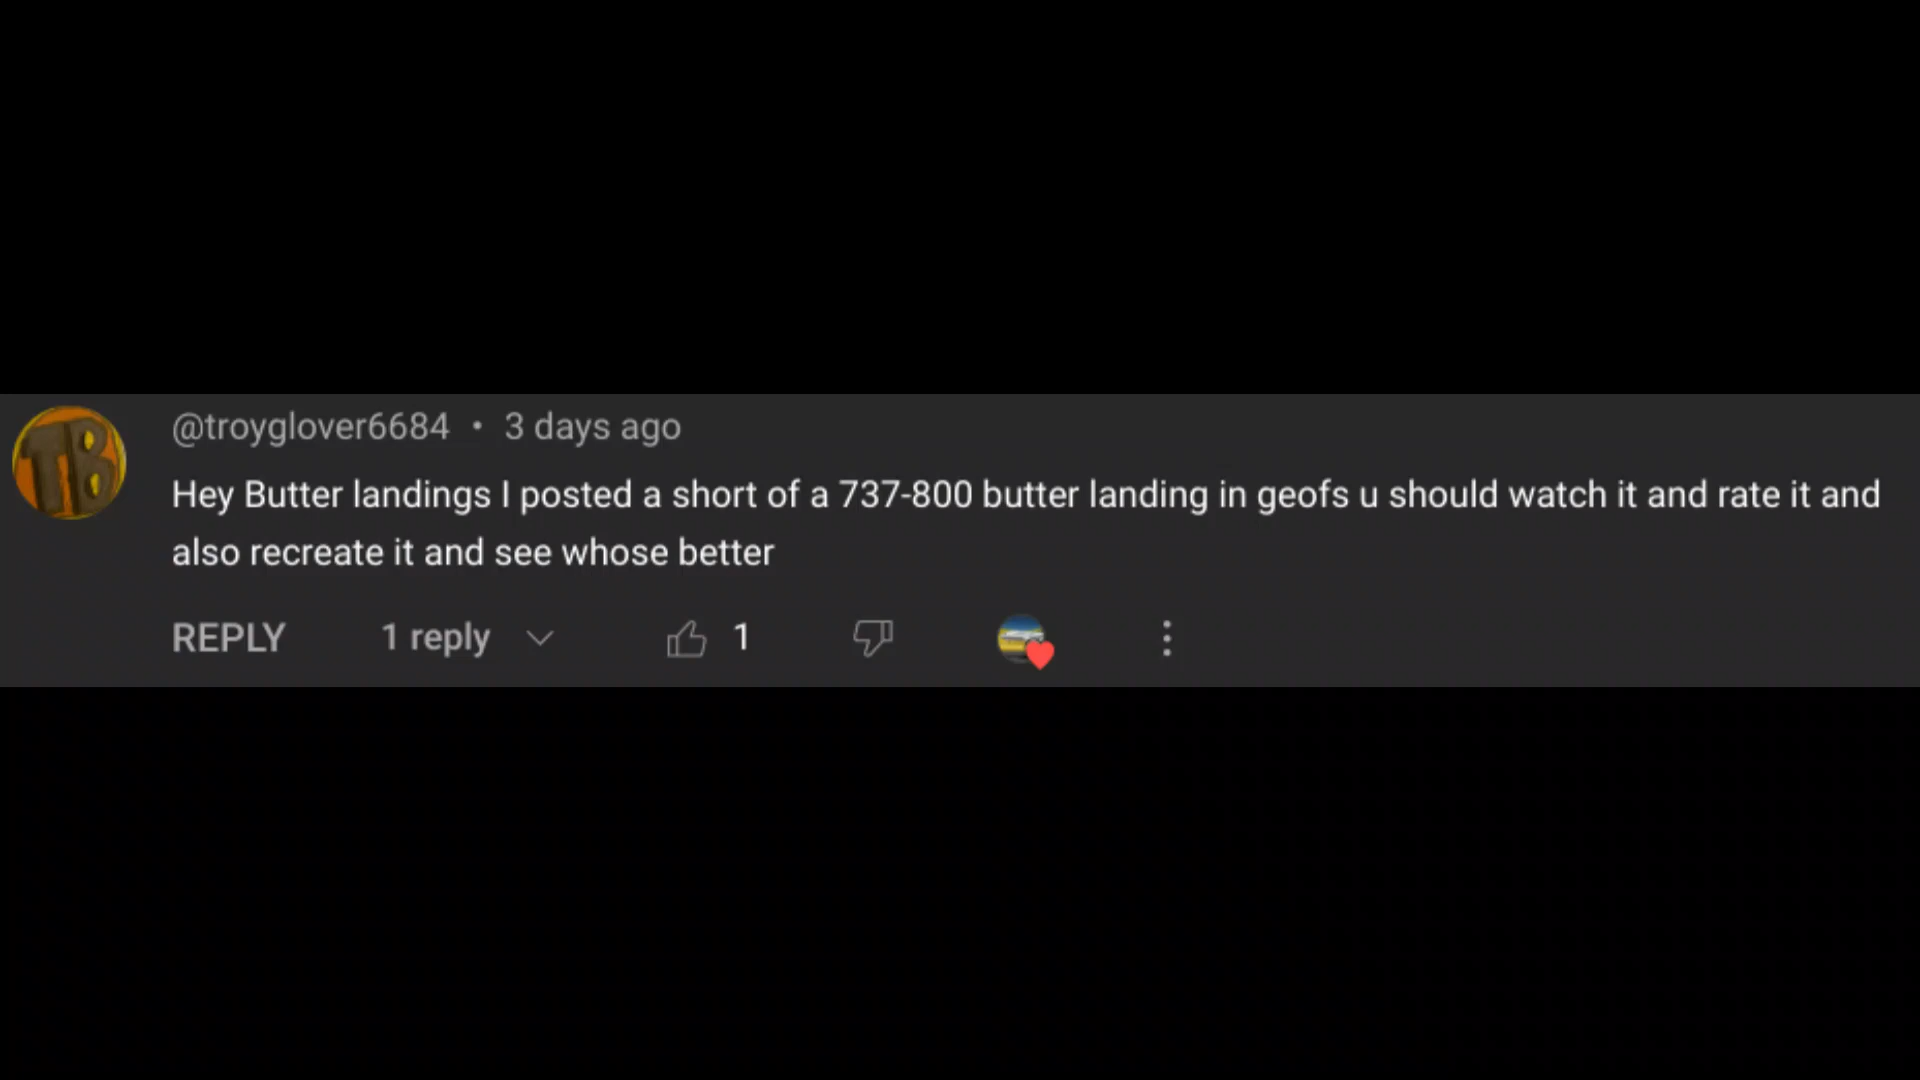 TB
@troyglover6684 • 3 days ago
Hey Butter landings I posted a short of a 737-800 butter landing in geofs u should watch it and rate it and
also recreate it and see whose better
REPLY 1 reply 1